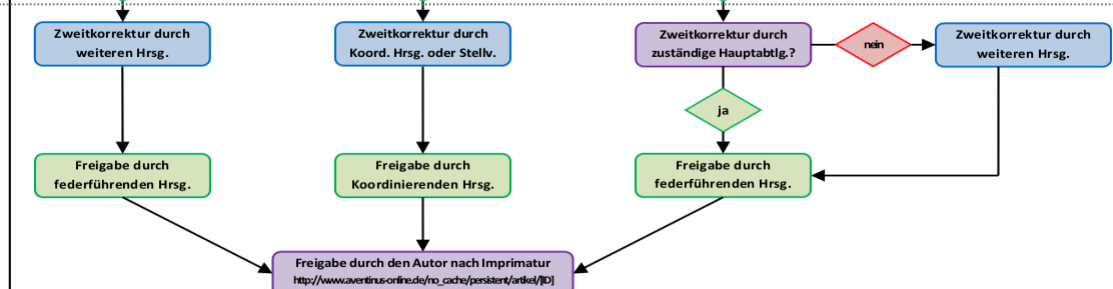 Zweitkorrektur durch
weiteren Hrsg.
Zweitkorrektur durch
Koord. Hrsg. oder Stellv.
Zweitkorrektur durch
zuständige Hauptabtlg.?
nein
Zweitkorrektur durch
weiteren Hrsg.
ja
Freigabe durch
federführenden Hrsg.
Freigabe durch
Koordinierenden Hrsg.
Freigabe durch
federführenden Hrsg.
Freigabe durch den Autor nach Imprimatur
http://www.aventinus-online.de/no_cache/persistent/artikel/[ID]